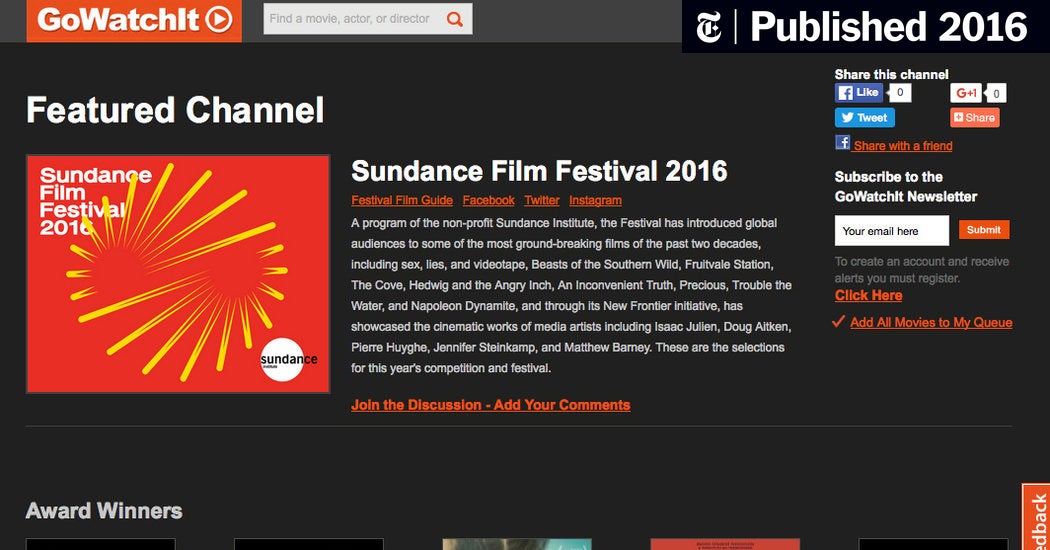 GoWatchIt
Find a movie, actor, or director
Published 2016
Share this channel
Like 0
G+1 0
Tweet
Share
Share with a friend
Featured Channel
Sundance
Film
Festival
2016
sundance
institute
Sundance Film Festival 2016
Festival Film Guide Facebook Twitter Instagram
A program of the non-profit Sundance Institute, the Festival has introduced global
audiences to some of the most ground-breaking films of the past two decades,
including sex, lies, and videotape, Beasts of the Southern Wild, Fruitvale Station,
The Cove, Hedwig and the Angry Inch, An Inconvenient Truth, Precious, Trouble the
Water, and Napoleon Dynamite, and through its New Frontier initiative, has
showcased the cinematic works of media artists including Isaac Julien, Doug Aitken,
Pierre Huyghe, Jennifer Steinkamp, and Matthew Barney. These are the selections
for this year's competition and festival.
Join the Discussion - Add Your Comments
Subscribe to the
GoWatchIt Newsletter
Your email here
Submit
To create an account and receive
alerts you must register.
Click Here
Add All Movies to My Queue
Award Winners
edback